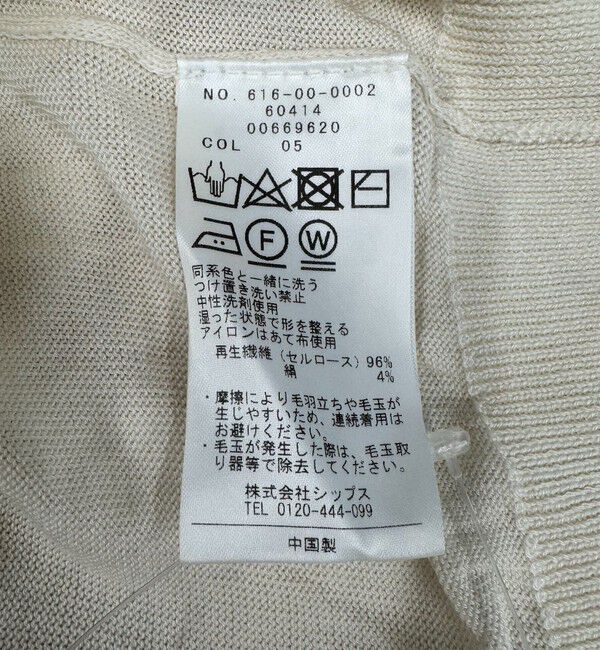 NO. 616-00-0002
60414
00669620
COL 05
F W
同系色と一緒に洗う
つけ置き洗い禁止
中性洗剤使用
湿った状態で形を整える
アイロンはあて布使用
再生繊維(セルロース) 96%
絹 4%
・摩擦により毛羽立ちや毛玉が
生じやすいため、連続着用は
お避けください。
・毛玉が発生した際は、毛玉取
り器等で除去してください。
株式会社シップス
TEL 0120-444-099
中国製